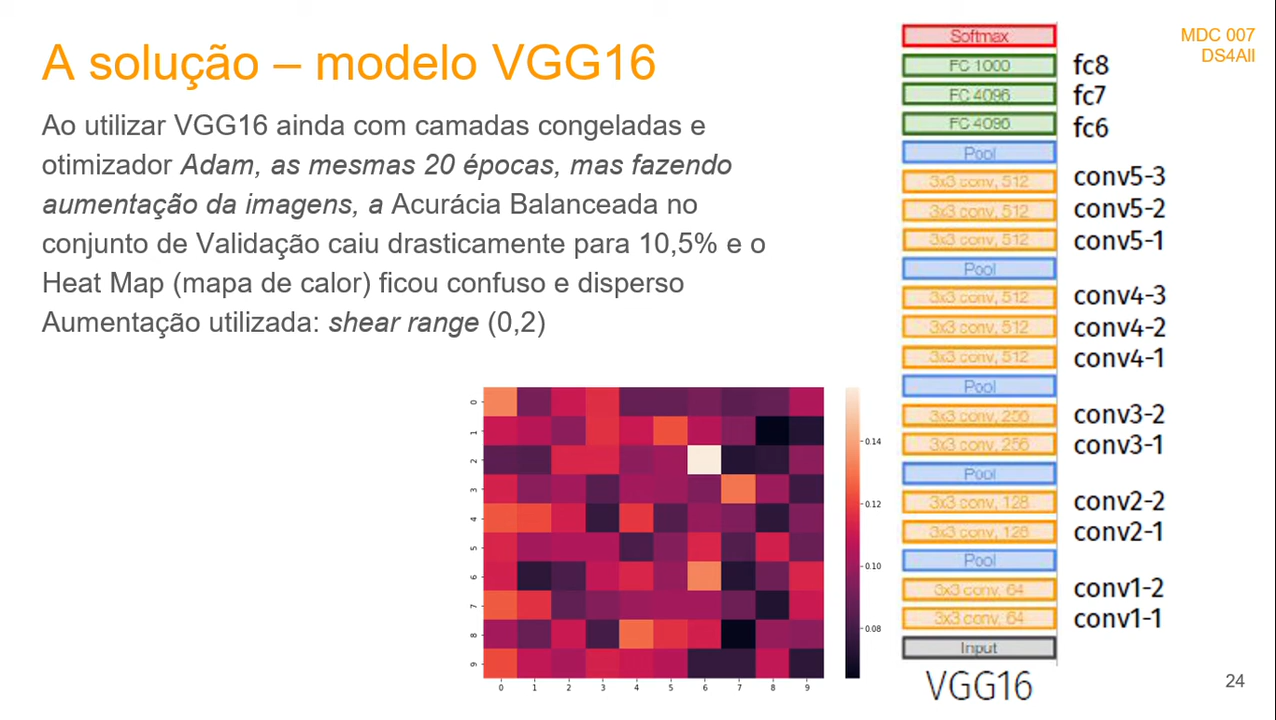 A solução – modelo VGG16
MDC 007
DS4All
Ao utilizar VGG16 ainda com camadas congeladas e
otimizador Adam, as mesmas 20 épocas, mas fazendo
aumentação da imagens, a Acurácia Balanceada no
conjunto de Validação caiu drasticamente para 10,5% e o
Heat Map (mapa de calor) ficou confuso e disperso
Aumentação utilizada: shear range (0,2)
0
1
2
3
4
5
6
7
8
9
0 1 2 3 4 5 6 7 8 9
0.14
0.12
0.10
0.08
Softmax
FC 1000 fc8
FC 4096 fc7
FC 4096 fc6
Pool
3x3 conv, 512 conv5-3
3x3 conv, 512 conv5-2
3x3 conv, 512 conv5-1
Pool
3x3 conv, 512 conv4-3
3x3 conv, 512 conv4-2
3x3 conv, 512 conv4-1
Pool
3x3 conv, 256 conv3-2
3x3 conv, 256 conv3-1
Pool
3x3 conv, 128 conv2-2
3x3 conv, 128 conv2-1
Pool
3x3 conv, 64 conv1-2
3x3 conv, 64 conv1-1
Input
VGG16
24